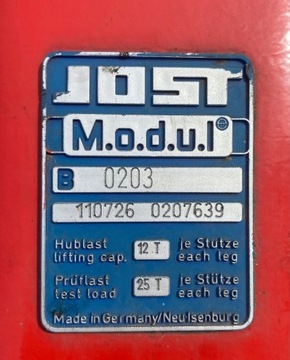 JOST
M.o.d.u.l®
B 0203
110726 0207639
Hublast 12 T je Stütze
lifting cap. each leg
Prüflast 25 T je Stütze
test load each leg
Made in Germany/Neu Isenburg